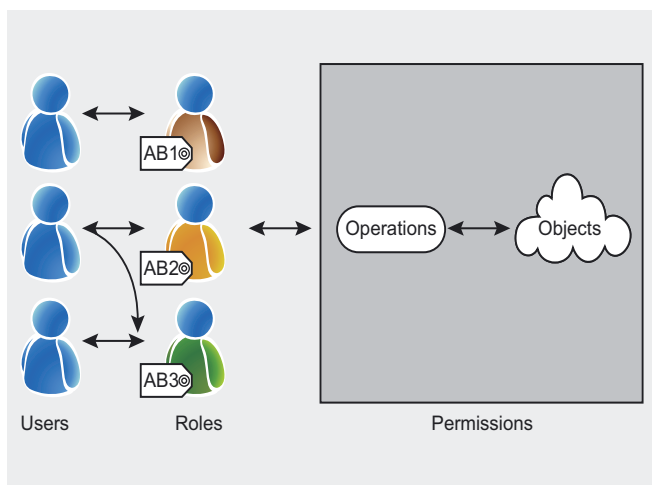 AB1
AB2
AB3
Operations
Objects
Users
Roles
Permissions